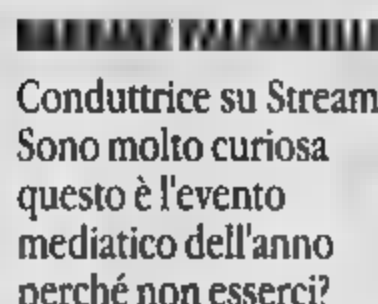 Conduttrice su Stream
Sono molto curiosa
questo è l'evento
mediatico dell'anno
perché non esserci?